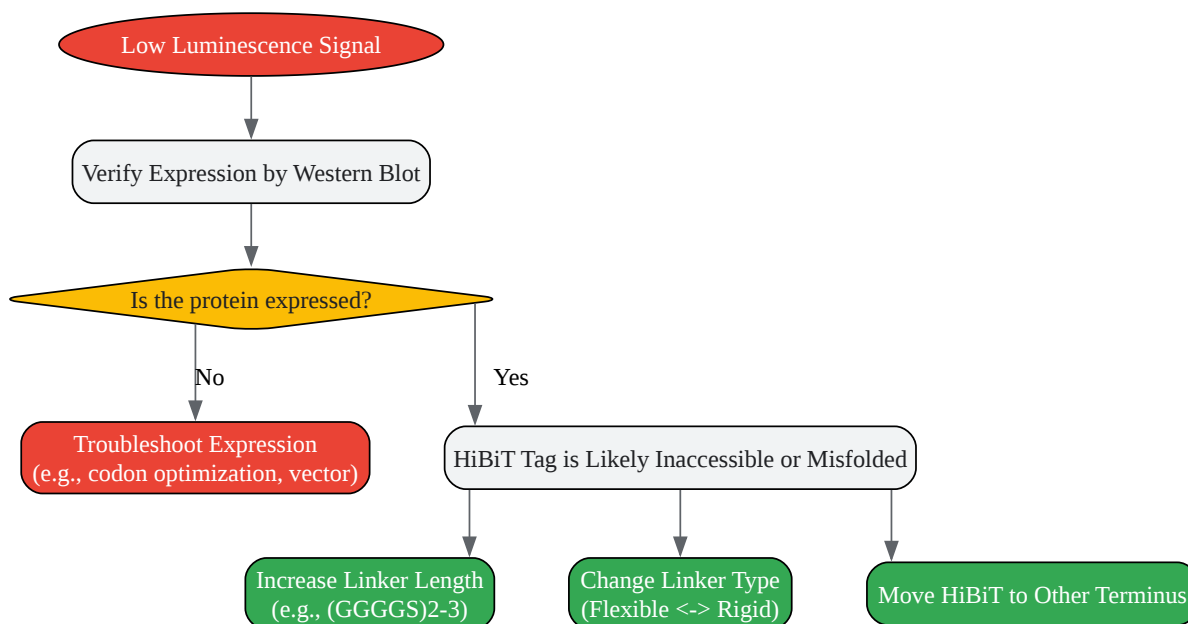 Low Luminescence Signal
Verify Expression by Western Blot
Is the protein expressed?
No
Yes
Troubleshoot Expression
(e.g., codon optimization, vector)
HiBiT Tag is Likely Inaccessible or Misfolded
Increase Linker Length
(e.g., (GGGGS)2-3)
Change Linker Type
(Flexible <-> Rigid)
Move HiBiT to Other Terminus